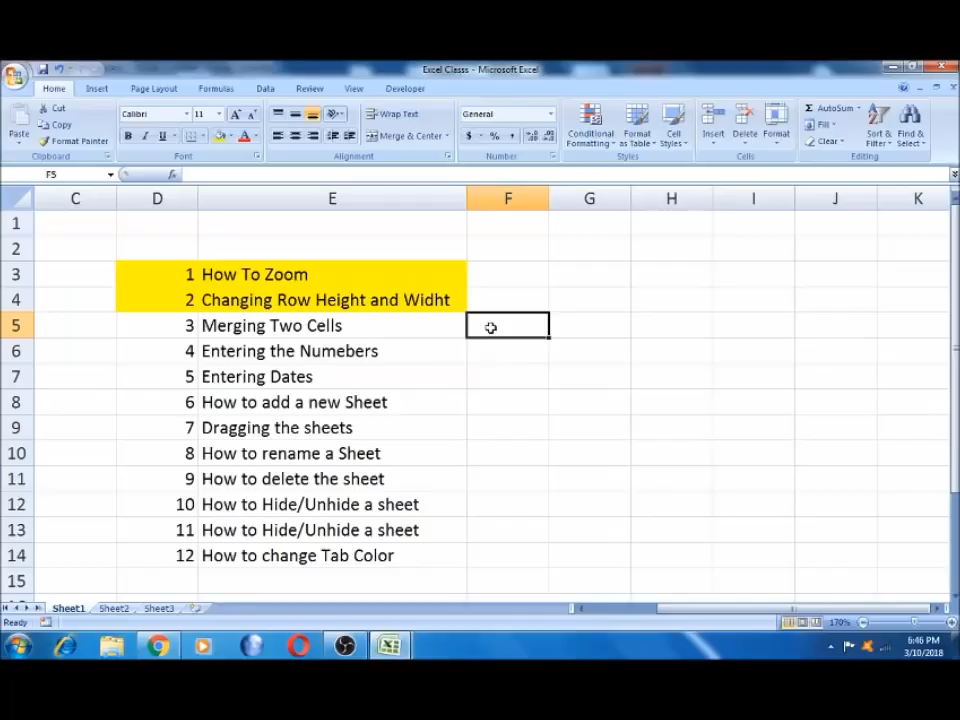 Excel Classs - Microsoft Excel
Home Insert Page Layout Formulas Data Review View Developer
Paste Cut Copy Format Painter
Calibri 11 A A Wrap Text General
B I U A Merge & Center $ % ,
Conditional Formatting Format as Table Cell Styles Insert Delete Format
Σ AutoSum Fill Clear Sort & Filter Find & Select
Clipboard Font Alignment Number Styles Cells Editing
F5 fx
C D E F G H I J K
1
2
3 1 How To Zoom
4 2 Changing Row Height and Widht
5 3 Merging Two Cells
6 4 Entering the Numebers
7 5 Entering Dates
8 6 How to add a new Sheet
9 7 Dragging the sheets
10 8 How to rename a Sheet
11 9 How to delete the sheet
12 10 How to Hide/Unhide a sheet
13 11 How to Hide/Unhide a sheet
14 12 How to change Tab Color
15
Sheet1 Sheet2 Sheet3
Ready 170%
6:46 PM
3/10/2018